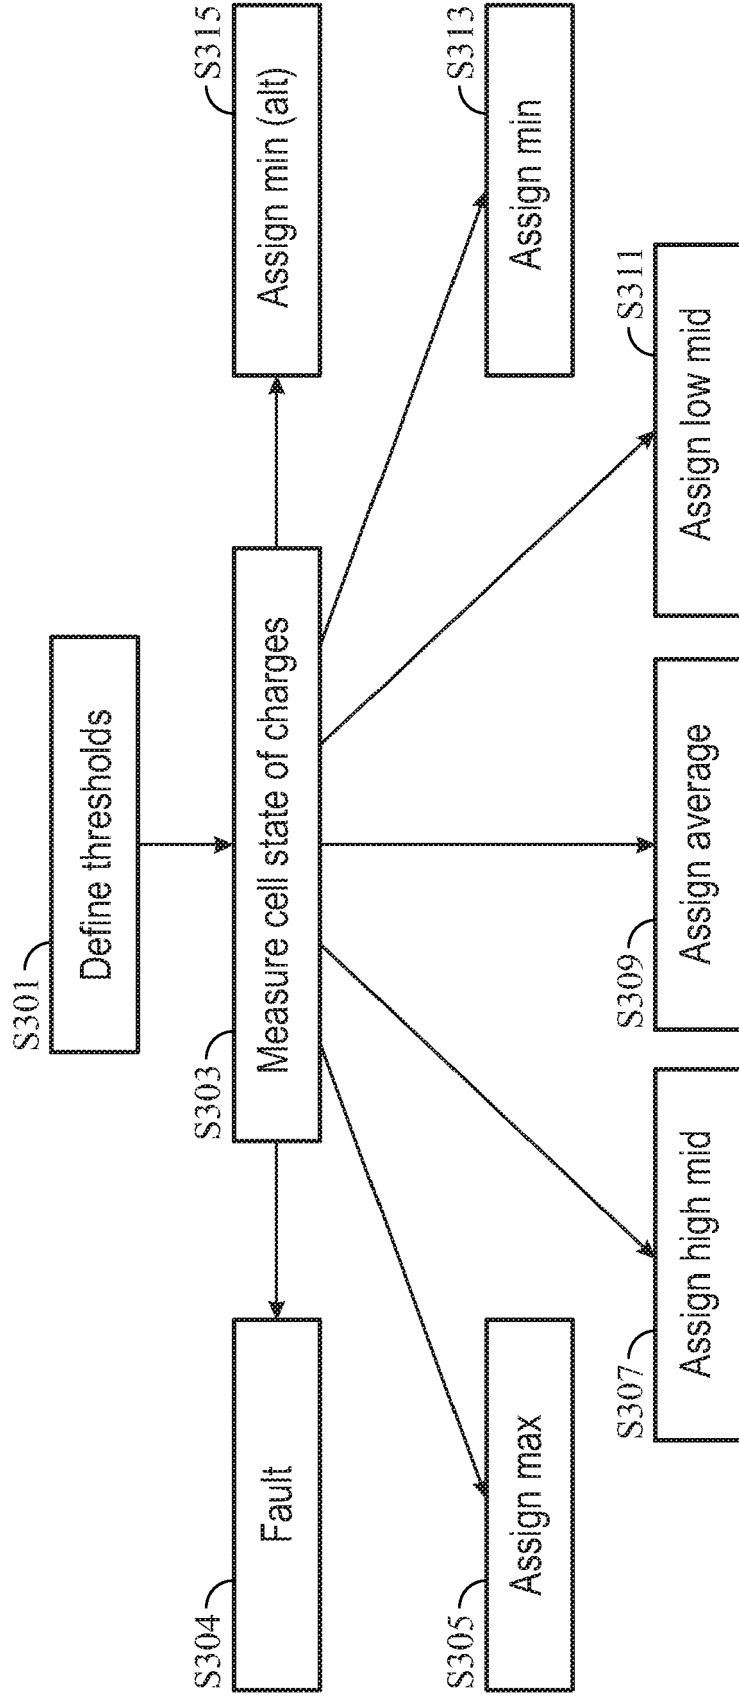 S301
Define thresholds
S304
Fault
S303
Measure cell state of charges
S315
Assign min (alt)
S305
Assign max
S313
Assign min
S307
Assign high mid
S309
Assign average
S311
Assign low mid